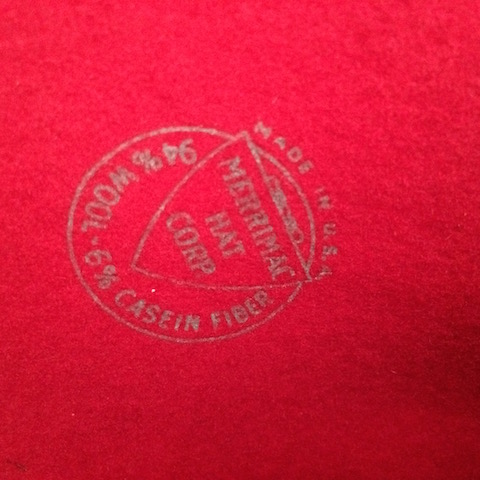 94% WOOL - 6% CASEIN FIBER
MERRIMAC
HAT
CORP
MADE IN U.S.A.